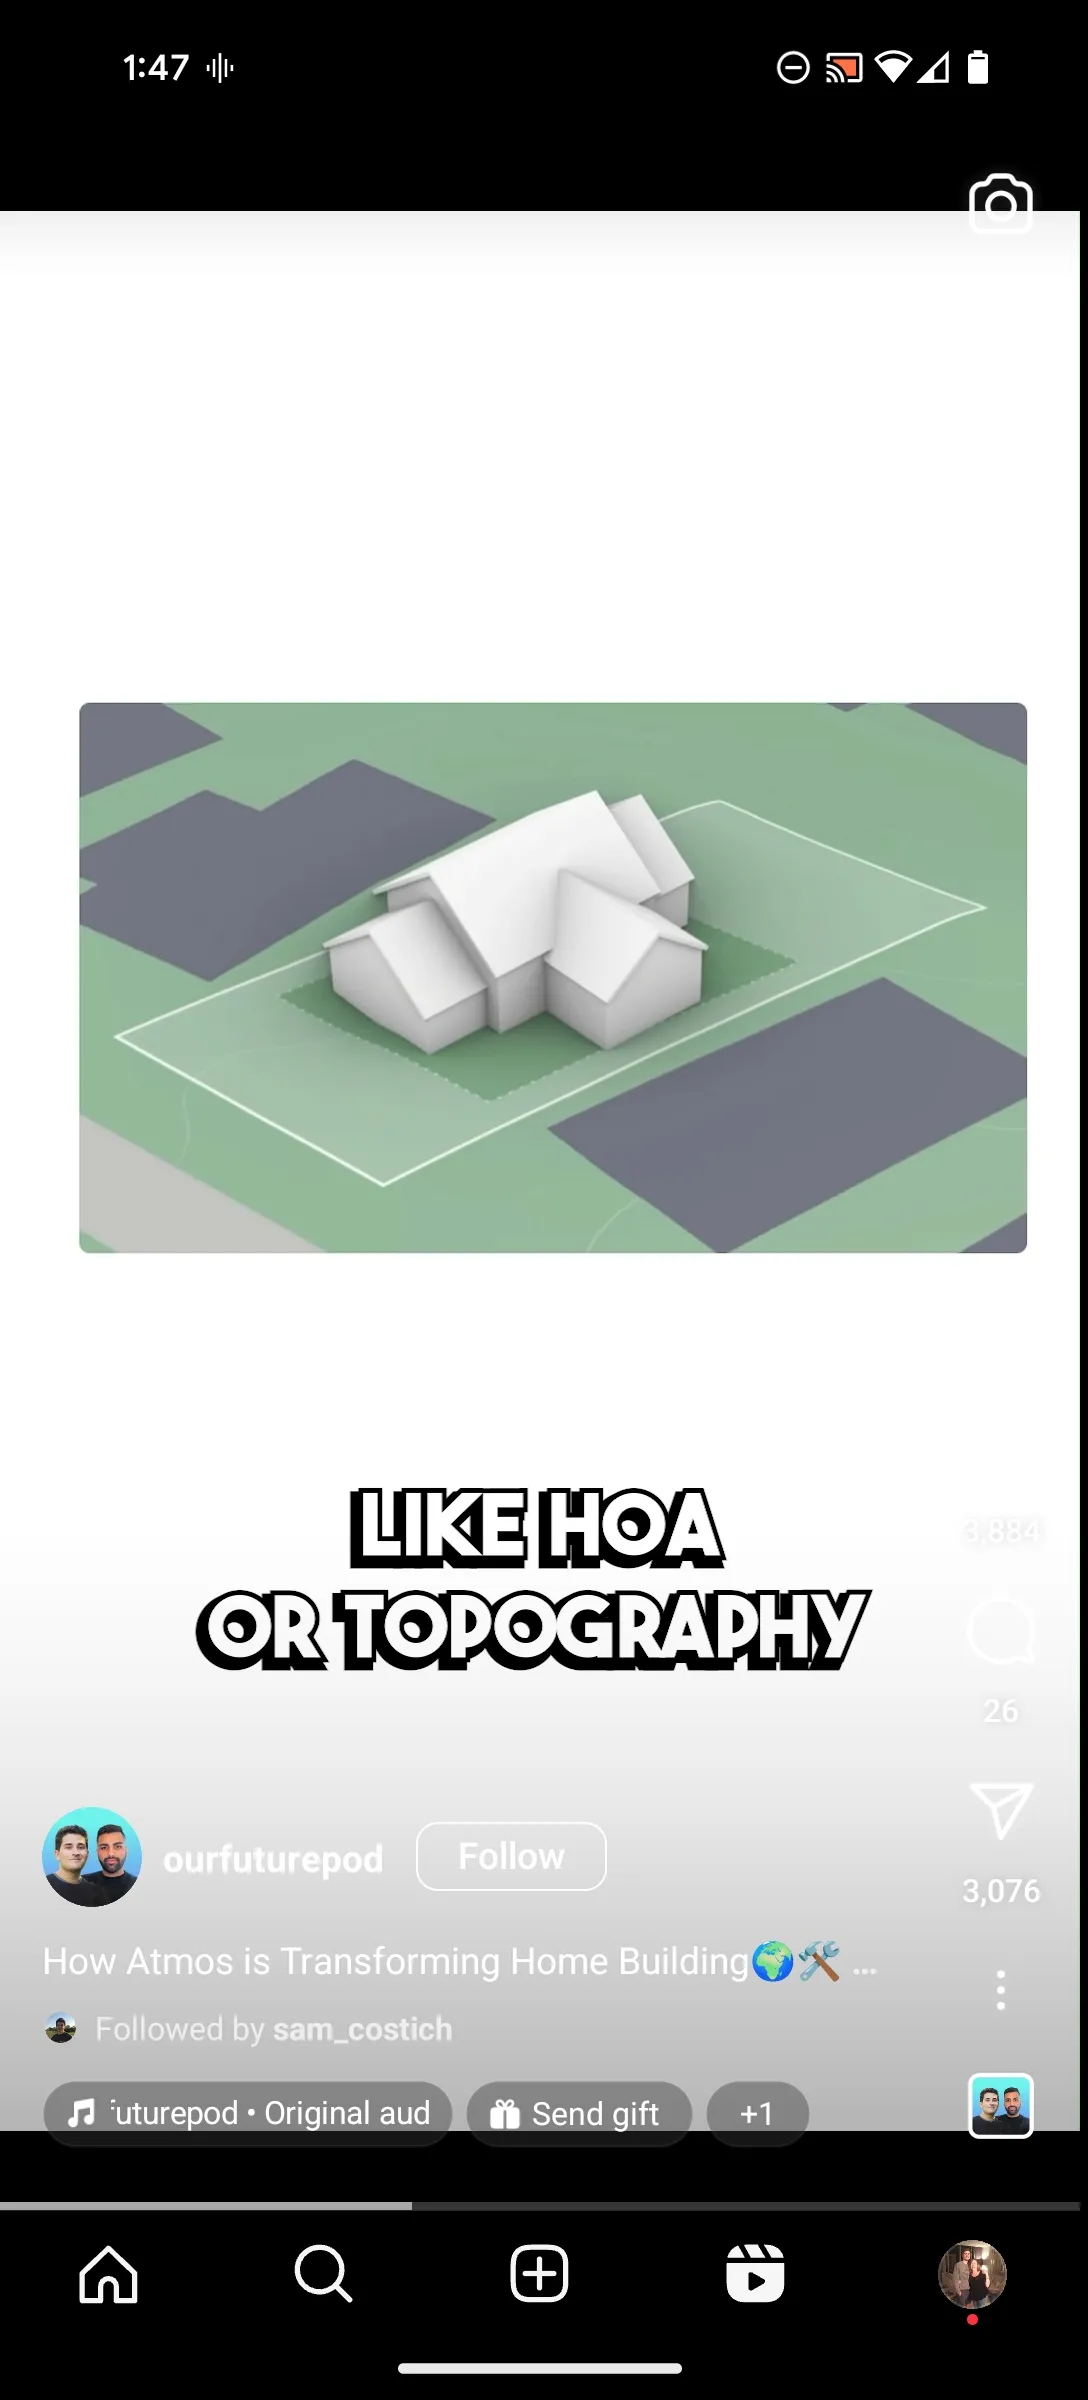 1:47
LIKE HOA
OR TOPOGRAPHY
3,884
26
3,076
ourfuturepod
Follow
How Atmos is Transforming Home Building🌍🛠️ ...
Followed by sam_costich
uturepod • Original aud
Send gift
+1